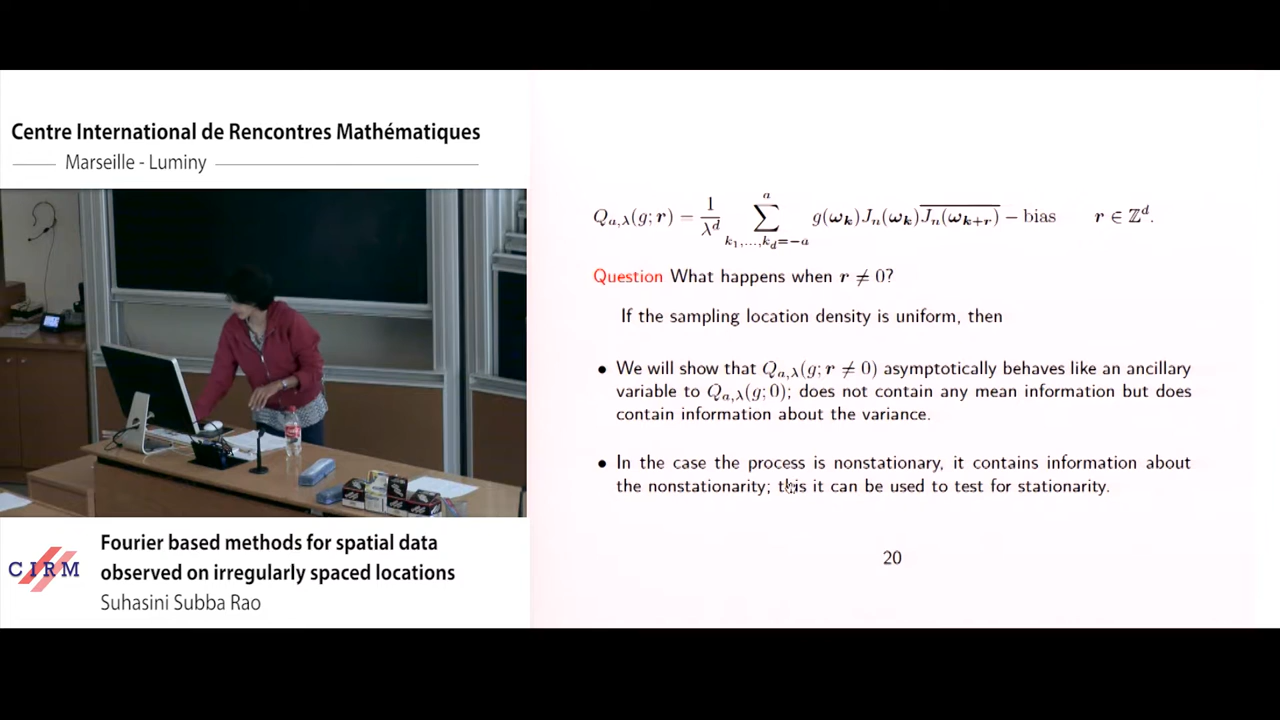 Centre International de Rencontres Mathématiques
Marseille - Luminy
Q_{a,λ}(g; r) = \frac{1}{λ^d} \sum_{k_1,...,k_d=-a}^{a} g(ω_k) J_n(ω_k) \overline{J_n(ω_{k+r})} − bias r ∈ ℤ^d.
Question What happens when r ≠ 0?
If the sampling location density is uniform, then
• We will show that Q_{a,λ}(g; r ≠ 0) asymptotically behaves like an ancillary
variable to Q_{a,λ}(g; 0); does not contain any mean information but does
contain information about the variance.
• In the case the process is nonstationary, it contains information about
the nonstationarity; this it can be used to test for stationarity.
20
CIRM
Fourier based methods for spatial data
observed on irregularly spaced locations
Suhasini Subba Rao